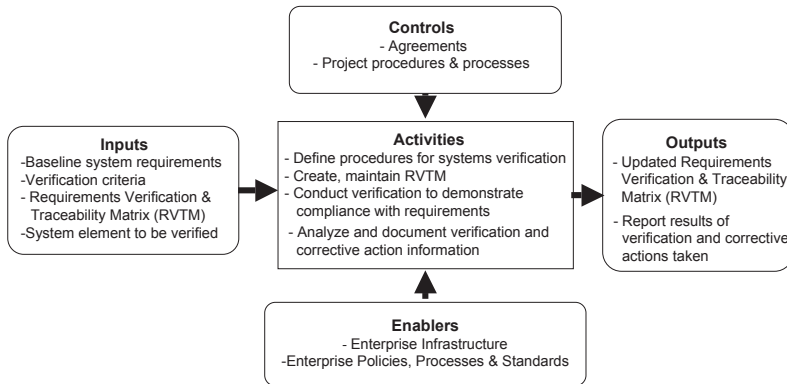 Controls
- Agreements
- Project procedures & processes
Inputs
-Baseline system requirements
-Verification criteria
- Requirements Verification &
Traceability Matrix (RVTM)
-System element to be verified
Activities
- Define procedures for systems verification
- Create, maintain RVTM
- Conduct verification to demonstrate
compliance with requirements
- Analyze and document verification and
corrective action information
Outputs
- Updated Requirements
Verification & Traceability
Matrix (RVTM)
- Report results of
verification and corrective
actions taken
Enablers
- Enterprise Infrastructure
-Enterprise Policies, Processes & Standards